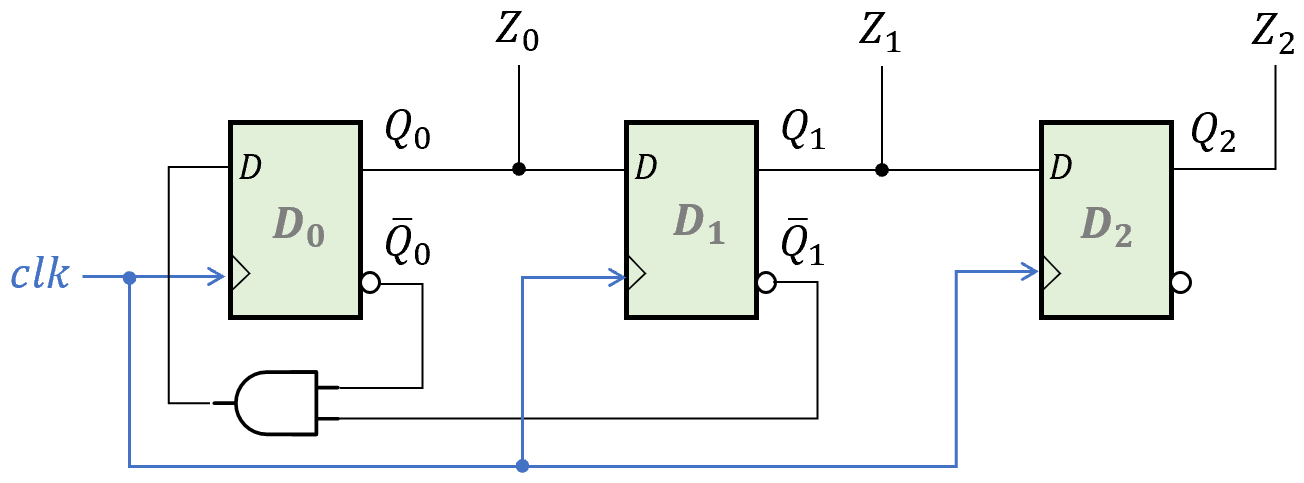 Z₀
Z₁
Z₂
Q₀
Q₁
Q₂
D
D
D
D₀
D₁
D₂
Q̅₀
Q̅₁
clk